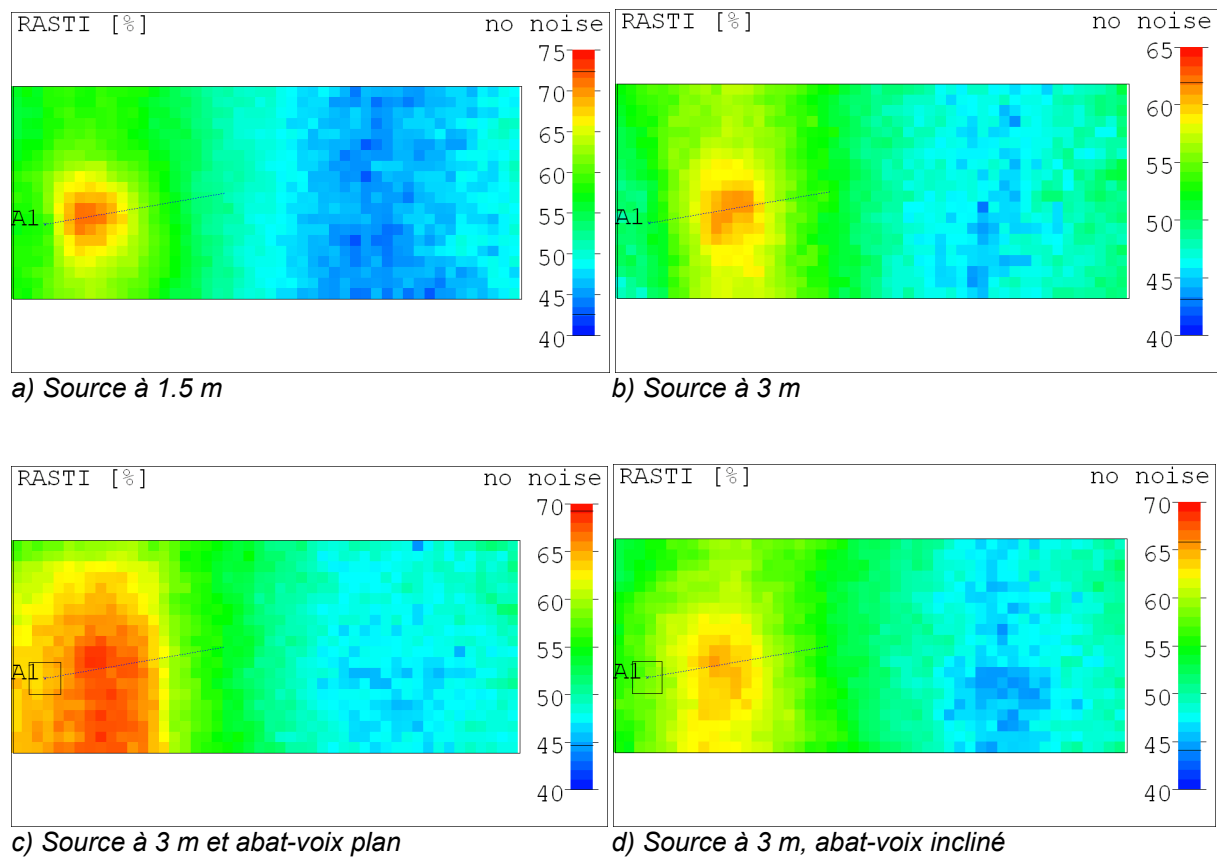 RASTI [%] no noise
75
70
65
60
55
50
45
40
A1
a) Source à 1.5 m
RASTI [%] no noise
65
60
55
50
45
40
A1
b) Source à 3 m
RASTI [%] no noise
70
65
60
55
50
45
40
A1
c) Source à 3 m et abat-voix plan
RASTI [%] no noise
70
65
60
55
50
45
40
A1
d) Source à 3 m, abat-voix incliné